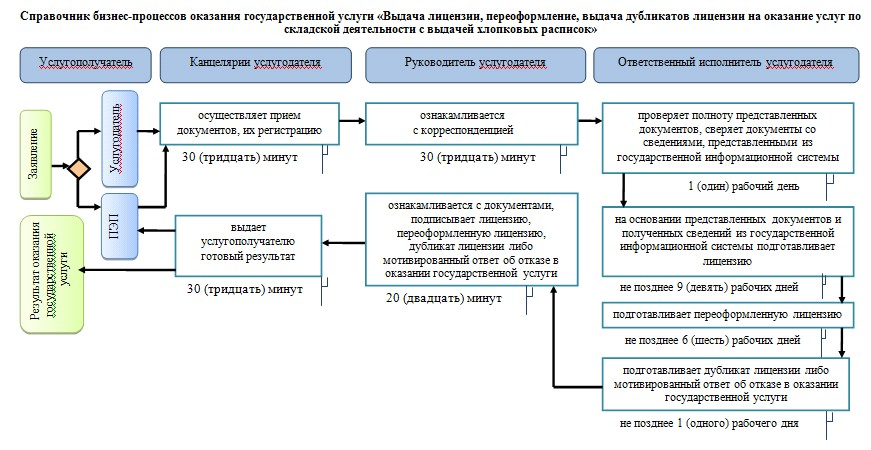 Справочник бизнес-процессов оказания государственной услуги «Выдача лицензии, переоформление, выдача дубликатов лицензии на оказание услуг по
складской деятельности с выдачей хлопковых расписок»
Услугополучатель
Канцелярии услугодателя
Руководитель услугодателя
Ответственный исполнитель услугодателя
Заявление
Услугодатель
ПЭП
осуществляет прием
документов, их регистрацию
30 (тридцать) минут
ознакамливается
с корреспонденцией
30 (тридцать) минут
проверяет полноту представленных
документов, сверяет документы со
сведениями, представленными из
государственной информационной системы
1 (один) рабочий день
на основании представленных документов и
полученных сведений из государственной
информационной системы подготавливает
лицензию
не позднее 9 (девять) рабочих дней
подготавливает переоформленную лицензию
не позднее 6 (шесть) рабочих дней
подготавливает дубликат лицензии либо
мотивированный ответ об отказе в оказании
государственной услуги
не позднее 1 (одного) рабочего дня
ознакамливается с документами,
подписывает лицензию,
переоформленную лицензию,
дубликат лицензии либо
мотивированный ответ об отказе в
оказании государственной услуги
20 (двадцать) минут
выдает
услугополучателю
готовый результат
30 (тридцать) минут
Результат оказания
государственной
услуги